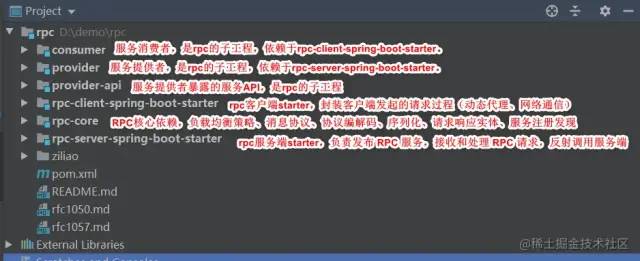 Project
rpc D:\demo\rpc
consumer 服务消费者，是rpc的子工程，依赖于rpc-client-spring-boot-starter。
provider 服务提供者，是rpc的子工程，依赖于rpc-server-spring-boot-starter。
provider-api 服务提供者暴露的服务API，是rpc的子工程
rpc-client-spring-boot-starter rpc客户端starter，封装客户端发起的请求过程（动态代理、网络通信）
rpc-core RPC核心依赖，负载均衡策略、消息协议、协议编解码、序列化、请求响应实体、服务注册发现
rpc-server-spring-boot-starter rpc服务端starter，负责发布 RPC 服务，接收和处理 RPC 请求，反射调用服务端
ziliao
pom.xml
README.md
rfc1050.md
rfc1057.md
External Libraries
Scratches and Consoles
@稀土掘金技术社区